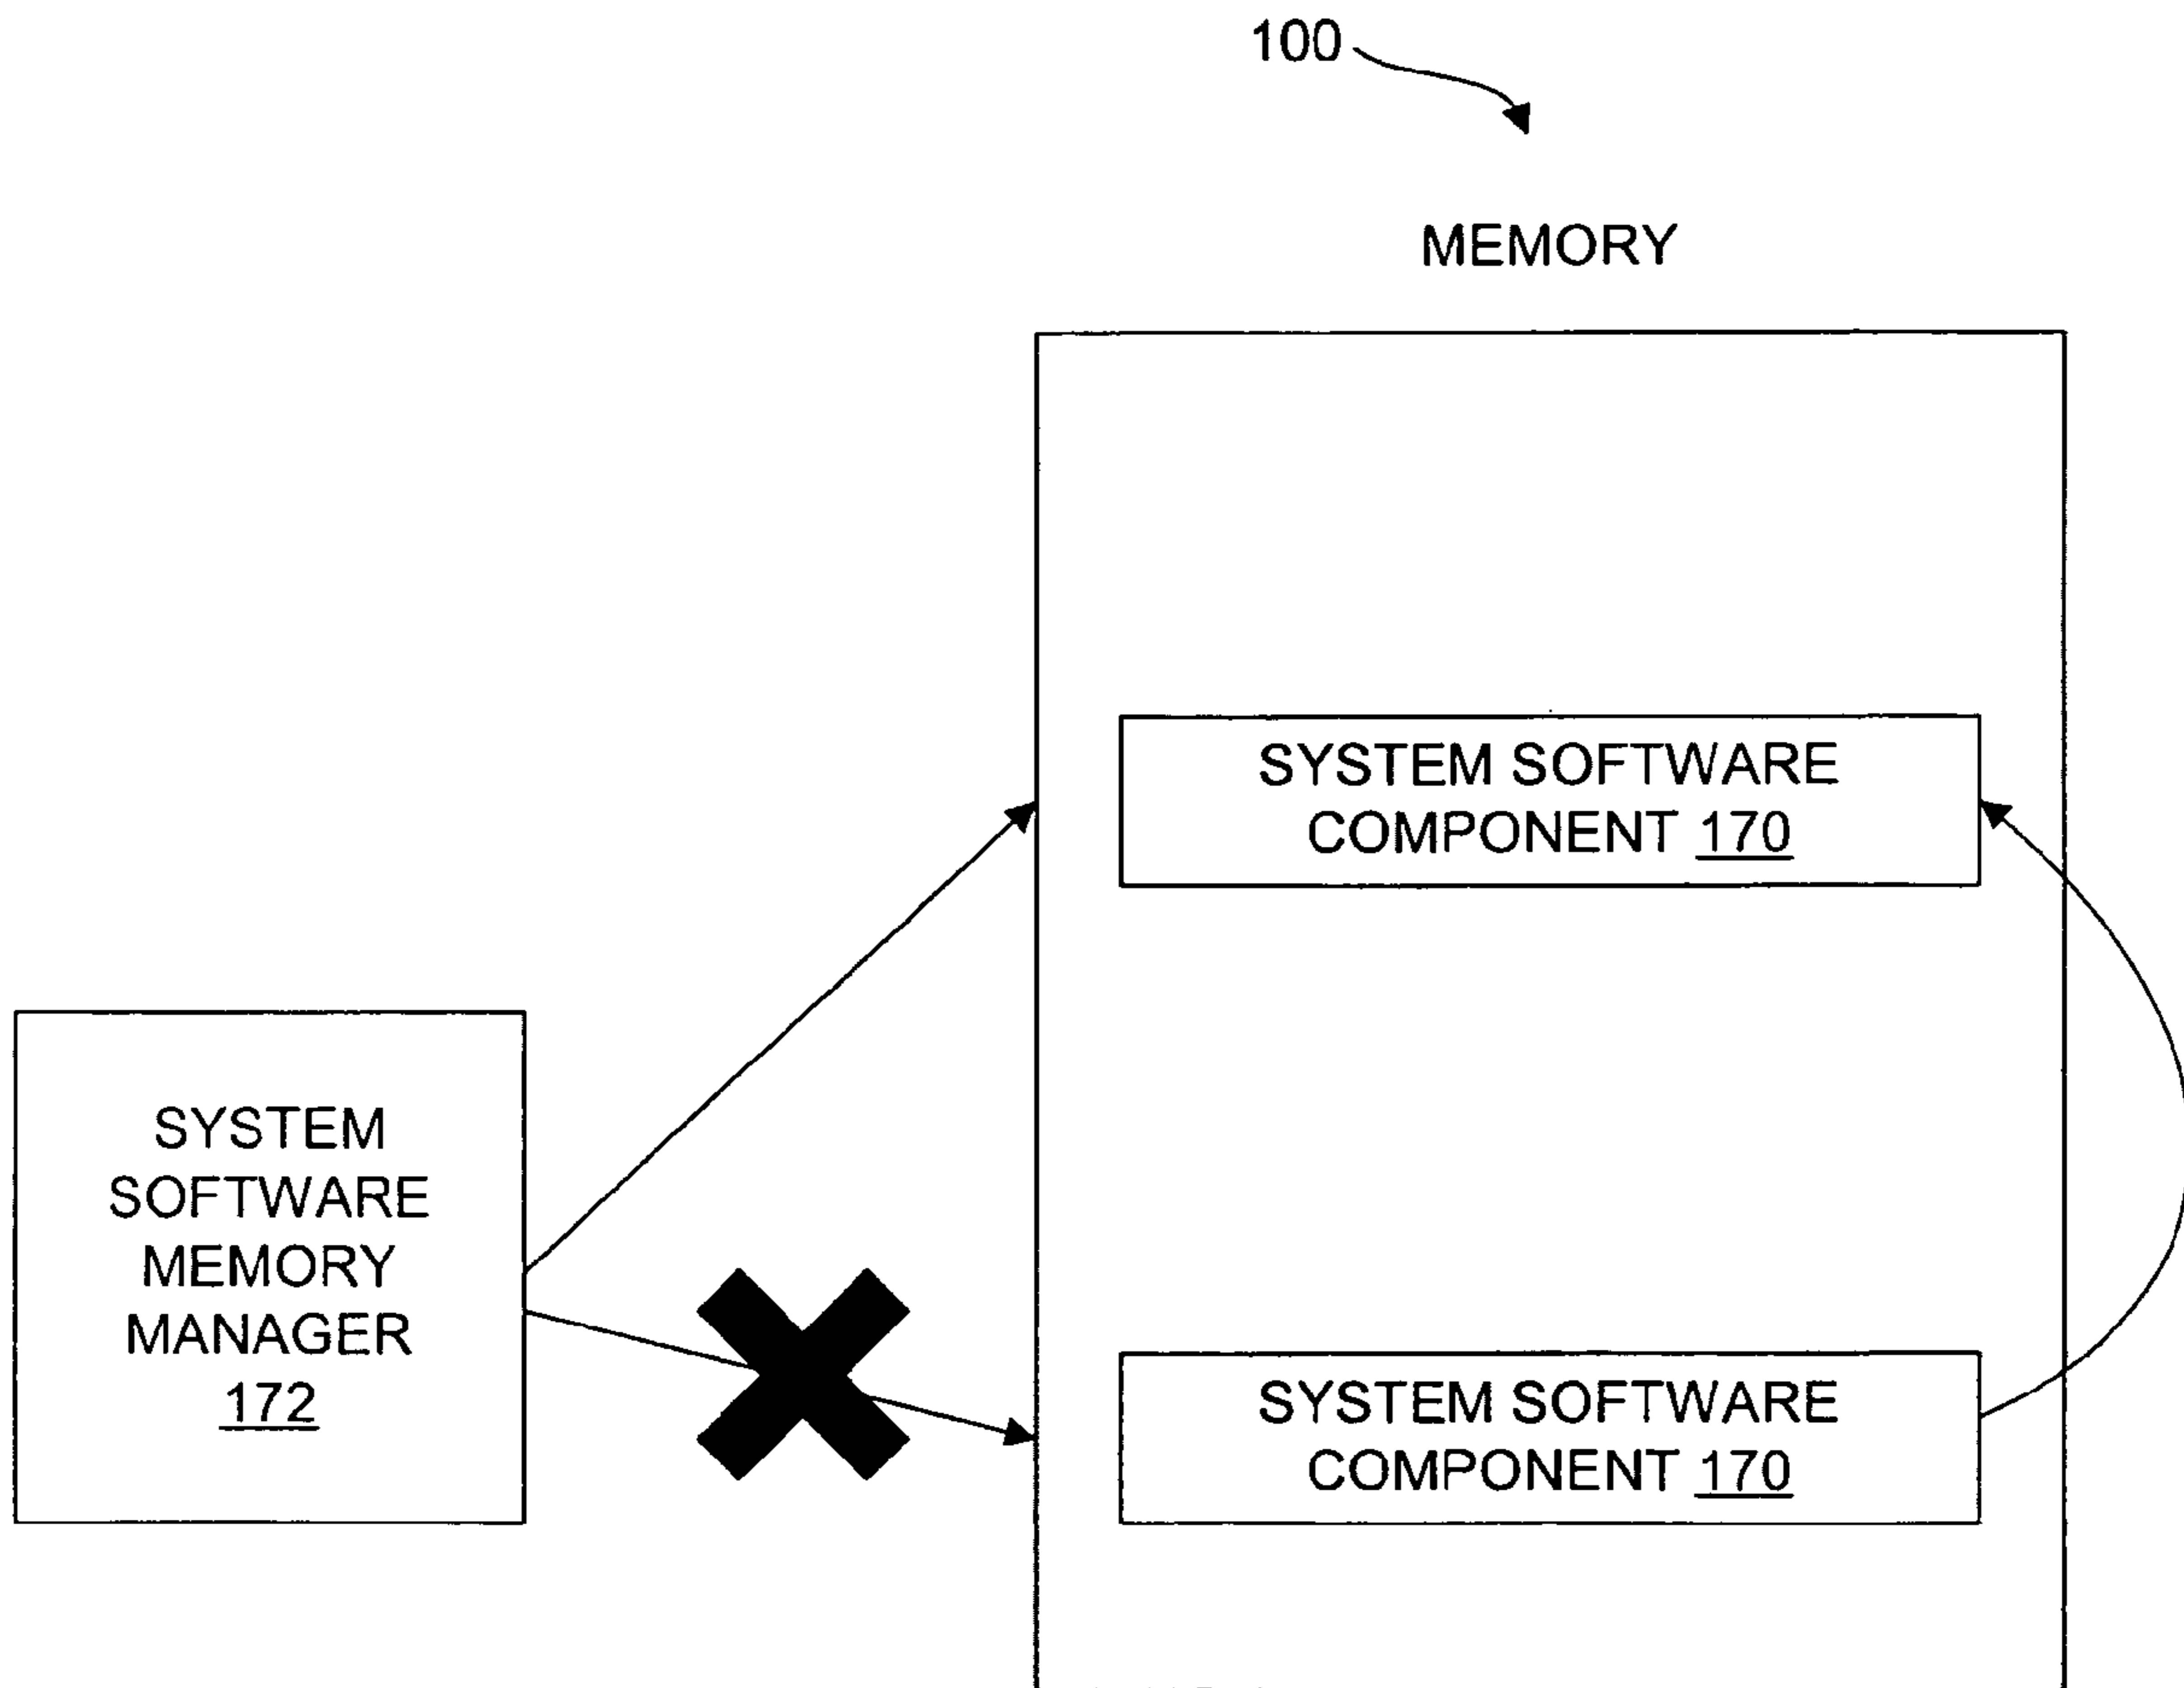 100
MEMORY
SYSTEM SOFTWARE
COMPONENT 170
SYSTEM
SOFTWARE
MEMORY
MANAGER
172
SYSTEM SOFTWARE
COMPONENT 170